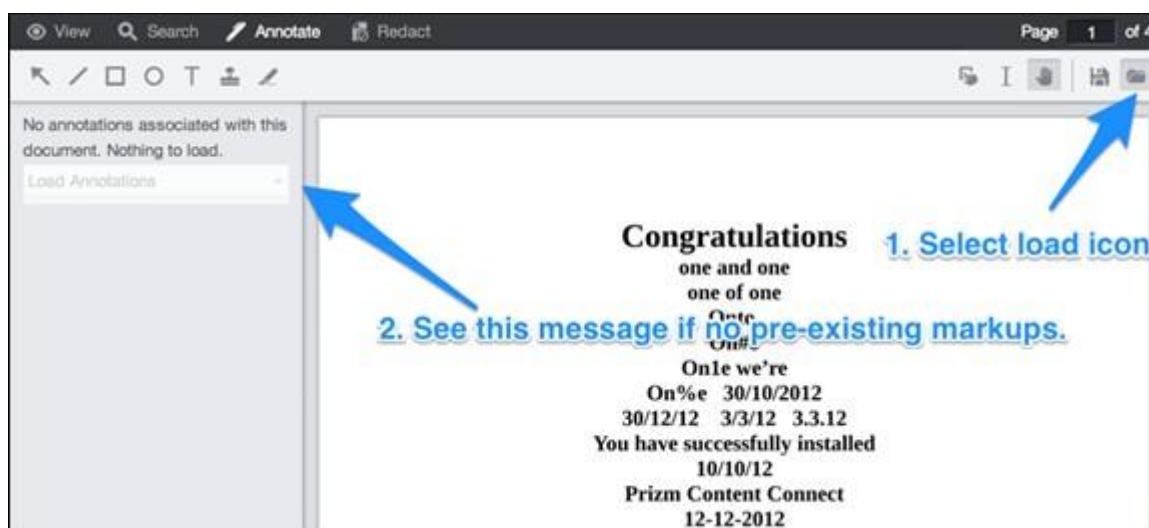 View Search Annotate Redact Page 1 of 4
T
No annotations associated with this
document. Nothing to load.
Load Annotations
Congratulations
1. Select load icon
one and one
one of one
2. See this message if no pre-existing markups.
On1e we're
On%e 30/10/2012
30/12/12 3/3/12 3.3.12
You have successfully installed
10/10/12
Prizm Content Connect
12-12-2012